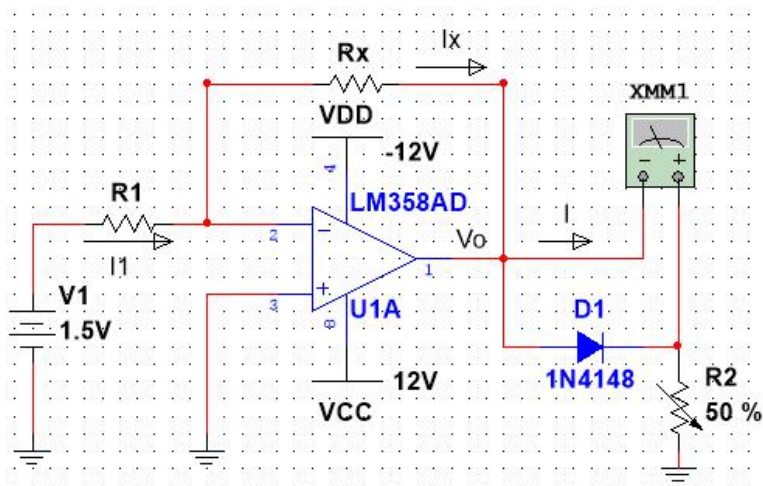 Rx
Ix
VDD
-12V
XMM1
R1
LM358AD
I1
Vo
I
V1
1.5V
U1A
D1
1N4148
R2
50 %
12V
VCC
4
2
3
1
8